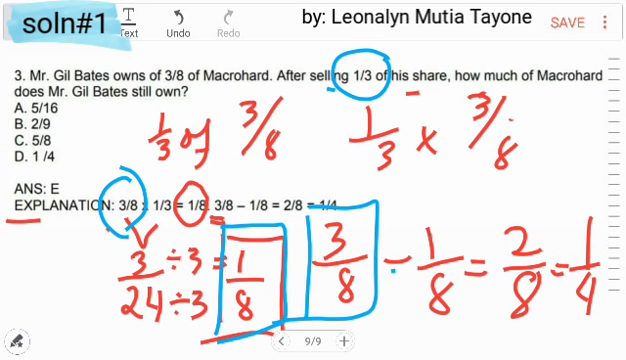 soln#1
by: Leonalyn Mutia Tayone
Text Undo Redo SAVE
3. Mr. Gil Bates owns of 3/8 of Macrohard. After selling 1/3 of his share, how much of Macrohard
does Mr. Gil Bates still own?
A. 5/16
B. 2/9
C. 5/8
D. 1 /4
1/3 of 3/8 1/3 x 3/8
ANS: E
EXPLANATION: 3/8 x 1/3 = 1/8. 3/8 – 1/8 = 2/8 = 1/4
3/24 ÷3/÷3 = 1/8 3/8 - 1/8 = 2/8 = 1/4
9/9